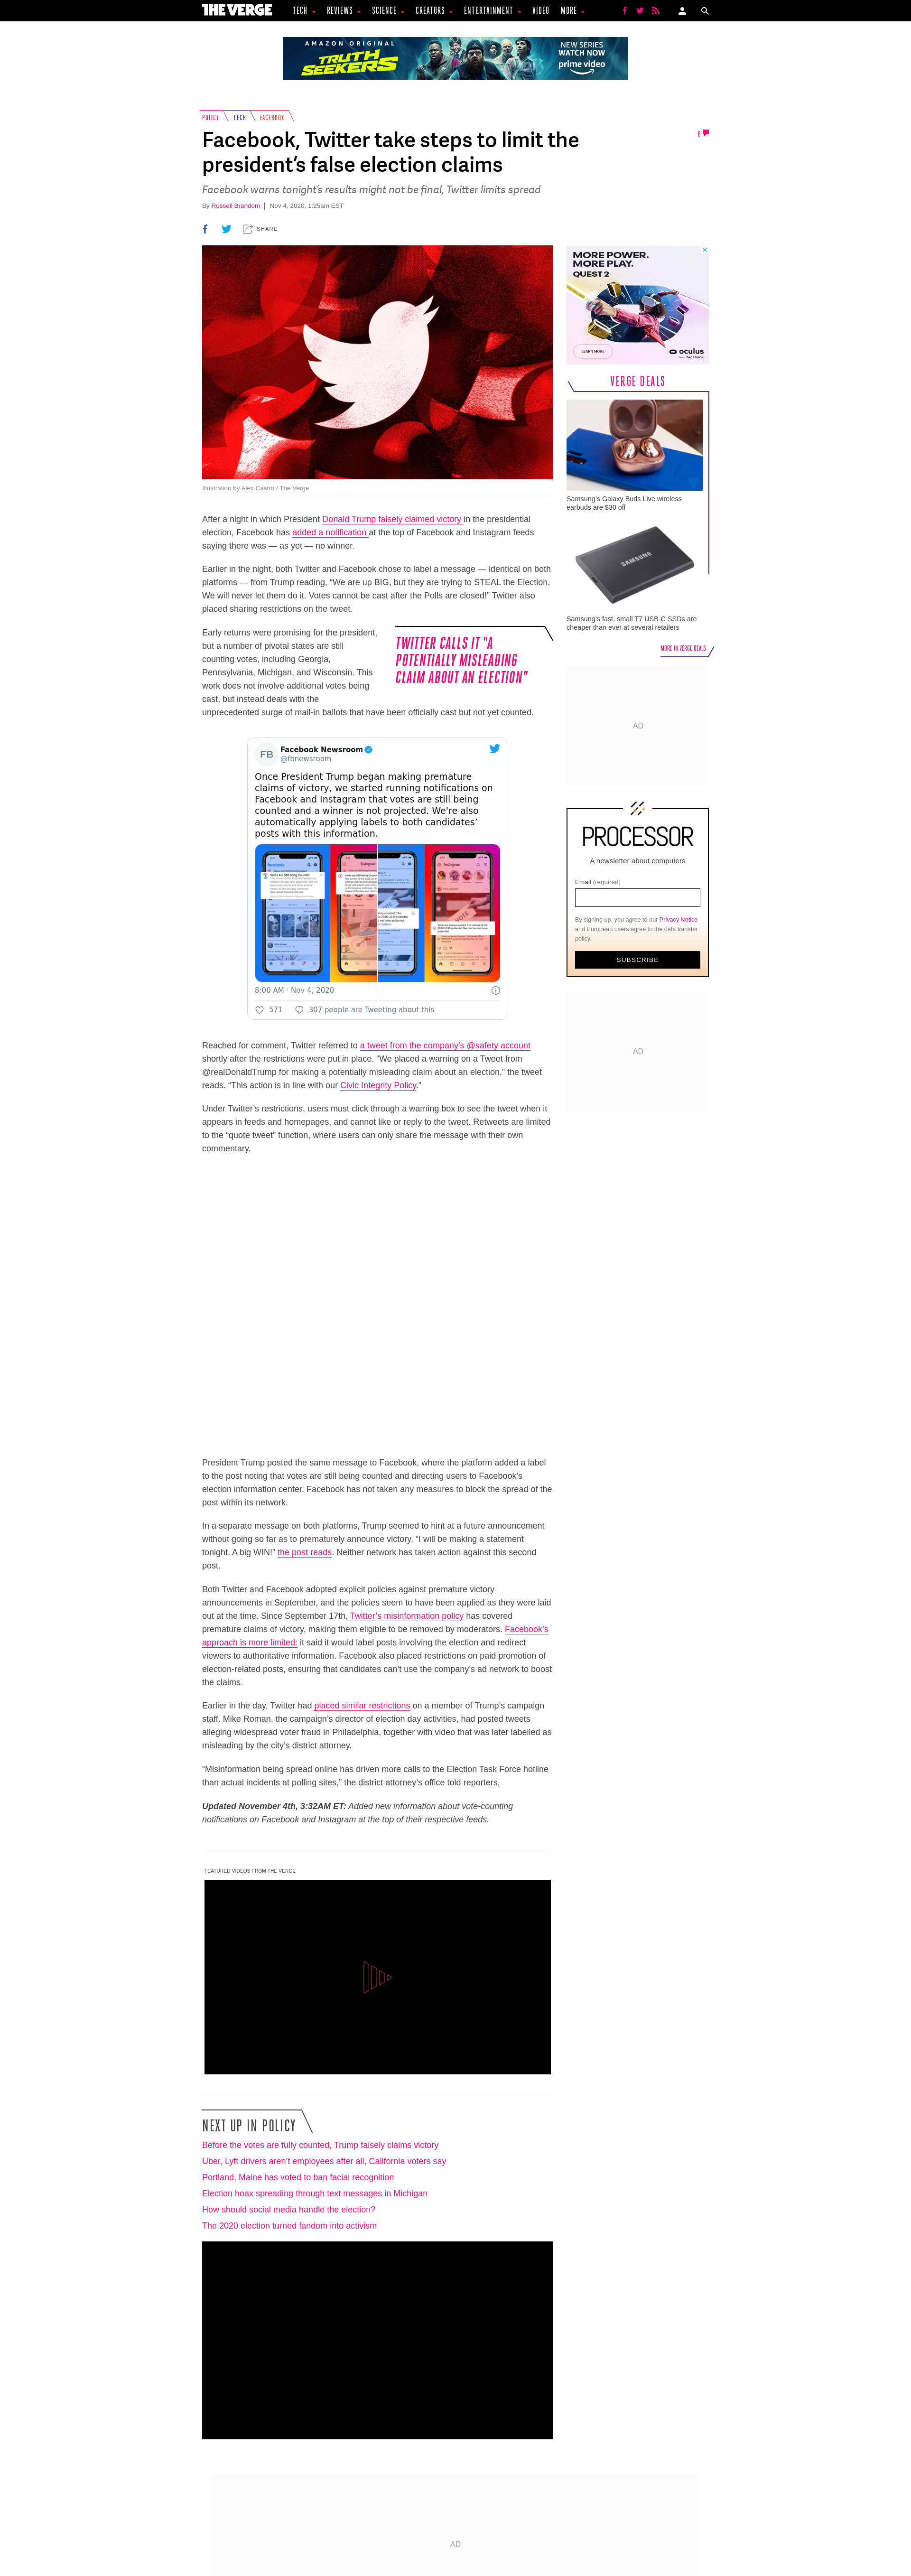 THE VERGE
TECH REVIEWS SCIENCE CREATORS ENTERTAINMENT VIDEO MORE
AMAZON ORIGINAL
TRUTH SEEKERS
NEW SERIES
WATCH NOW
prime video
POLICY TECH FACEBOOK
Facebook, Twitter take steps to limit the
president’s false election claims
6
Facebook warns tonight’s results might not be final, Twitter limits spread
By Russell Brandom | Nov 4, 2020, 1:25am EST
SHARE
Illustration by Alex Castro / The Verge
After a night in which President Donald Trump falsely claimed victory in the presidential
election, Facebook has added a notification at the top of Facebook and Instagram feeds
saying there was — as yet — no winner.
Earlier in the night, both Twitter and Facebook chose to label a message — identical on both
platforms — from Trump reading, “We are up BIG, but they are trying to STEAL the Election.
We will never let them do it. Votes cannot be cast after the Polls are closed!” Twitter also
placed sharing restrictions on the tweet.
Early returns were promising for the president,
but a number of pivotal states are still
counting votes, including Georgia,
Pennsylvania, Michigan, and Wisconsin. This
work does not involve additional votes being
cast, but instead deals with the
unprecedented surge of mail-in ballots that have been officially cast but not yet counted.
TWITTER CALLS IT "A
POTENTIALLY MISLEADING
CLAIM ABOUT AN ELECTION"
FB
Facebook Newsroom
@fbnewsroom
Once President Trump began making premature
claims of victory, we started running notifications on
Facebook and Instagram that votes are still being
counted and a winner is not projected. We're also
automatically applying labels to both candidates’
posts with this information.
8:00 AM · Nov 4, 2020
571 307 people are Tweeting about this
Reached for comment, Twitter referred to a tweet from the company’s @safety account
shortly after the restrictions were put in place. “We placed a warning on a Tweet from
@realDonaldTrump for making a potentially misleading claim about an election,” the tweet
reads. “This action is in line with our Civic Integrity Policy.”
Under Twitter’s restrictions, users must click through a warning box to see the tweet when it
appears in feeds and homepages, and cannot like or reply to the tweet. Retweets are limited
to the “quote tweet” function, where users can only share the message with their own
commentary.
President Trump posted the same message to Facebook, where the platform added a label
to the post noting that votes are still being counted and directing users to Facebook’s
election information center. Facebook has not taken any measures to block the spread of the
post within its network.
In a separate message on both platforms, Trump seemed to hint at a future announcement
without going so far as to prematurely announce victory. “I will be making a statement
tonight. A big WIN!” the post reads. Neither network has taken action against this second
post.
Both Twitter and Facebook adopted explicit policies against premature victory
announcements in September, and the policies seem to have been applied as they were laid
out at the time. Since September 17th, Twitter’s misinformation policy has covered
premature claims of victory, making them eligible to be removed by moderators. Facebook’s
approach is more limited: it said it would label posts involving the election and redirect
viewers to authoritative information. Facebook also placed restrictions on paid promotion of
election-related posts, ensuring that candidates can’t use the company’s ad network to boost
the claims.
Earlier in the day, Twitter had placed similar restrictions on a member of Trump’s campaign
staff. Mike Roman, the campaign’s director of election day activities, had posted tweets
alleging widespread voter fraud in Philadelphia, together with video that was later labelled as
misleading by the city’s district attorney.
“Misinformation being spread online has driven more calls to the Election Task Force hotline
than actual incidents at polling sites,” the district attorney’s office told reporters.
Updated November 4th, 3:32AM ET: Added new information about vote-counting
notifications on Facebook and Instagram at the top of their respective feeds.
FEATURED VIDEOS FROM THE VERGE
NEXT UP IN POLICY
Before the votes are fully counted, Trump falsely claims victory
Uber, Lyft drivers aren’t employees after all, California voters say
Portland, Maine has voted to ban facial recognition
Election hoax spreading through text messages in Michigan
How should social media handle the election?
The 2020 election turned fandom into activism
MORE POWER.
MORE PLAY.
QUEST 2
LEARN MORE
oculus
from FACEBOOK
VERGE DEALS
Samsung’s Galaxy Buds Live wireless
earbuds are $30 off
SAMSUNG
Samsung’s fast, small T7 USB-C SSDs are
cheaper than ever at several retailers
MORE IN VERGE DEALS
AD
PROCESSOR
A newsletter about computers
Email (required)
By signing up, you agree to our Privacy Notice
and European users agree to the data transfer
policy.
SUBSCRIBE
AD
AD